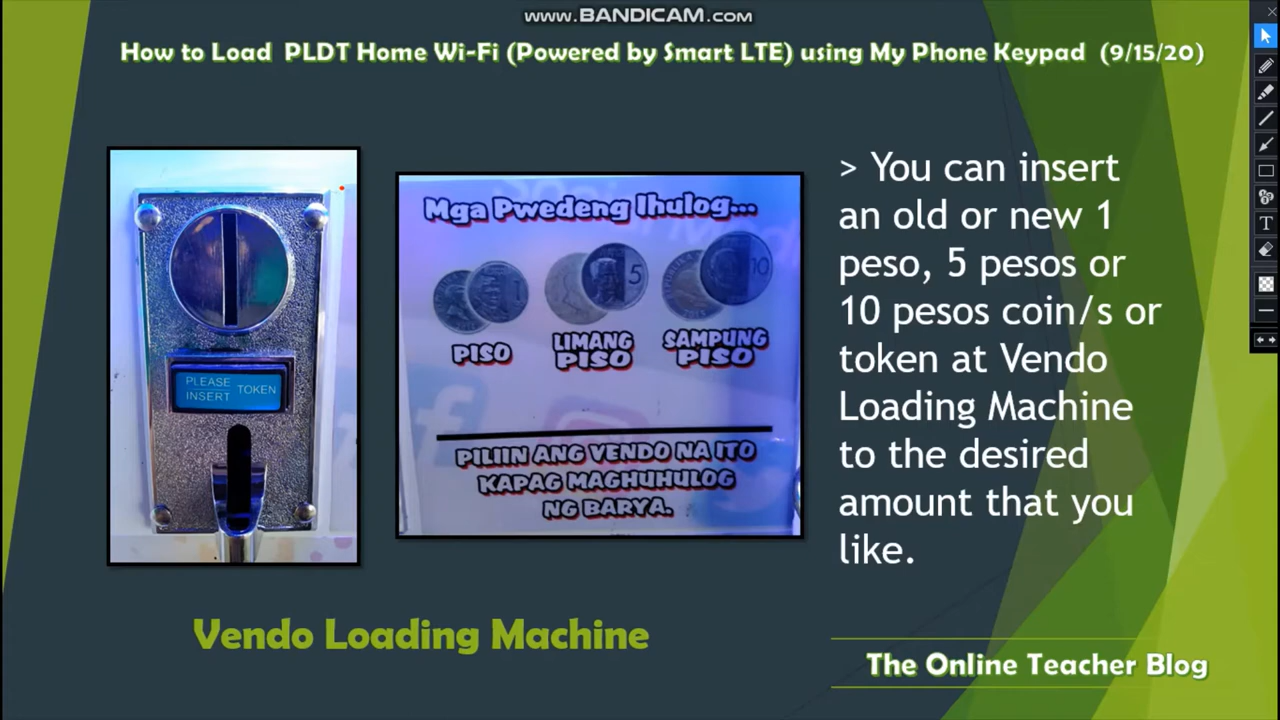 www.BANDICAM.com
How to Load PLDT Home Wi-Fi (Powered by Smart LTE) using My Phone Keypad (9/15/20)
PLEASE INSERT TOKEN
Mga Pwedeng Ihulog...
1 5 10
PISO LIMANG PISO SAMPUNG PISO
PILIIN ANG VENDO NA ITO
KAPAG MAGHUHULOG
NG BARYA.
> You can insert
an old or new 1
peso, 5 pesos or
10 pesos coin/s or
token at Vendo
Loading Machine
to the desired
amount that you
like.
Vendo Loading Machine
The Online Teacher Blog